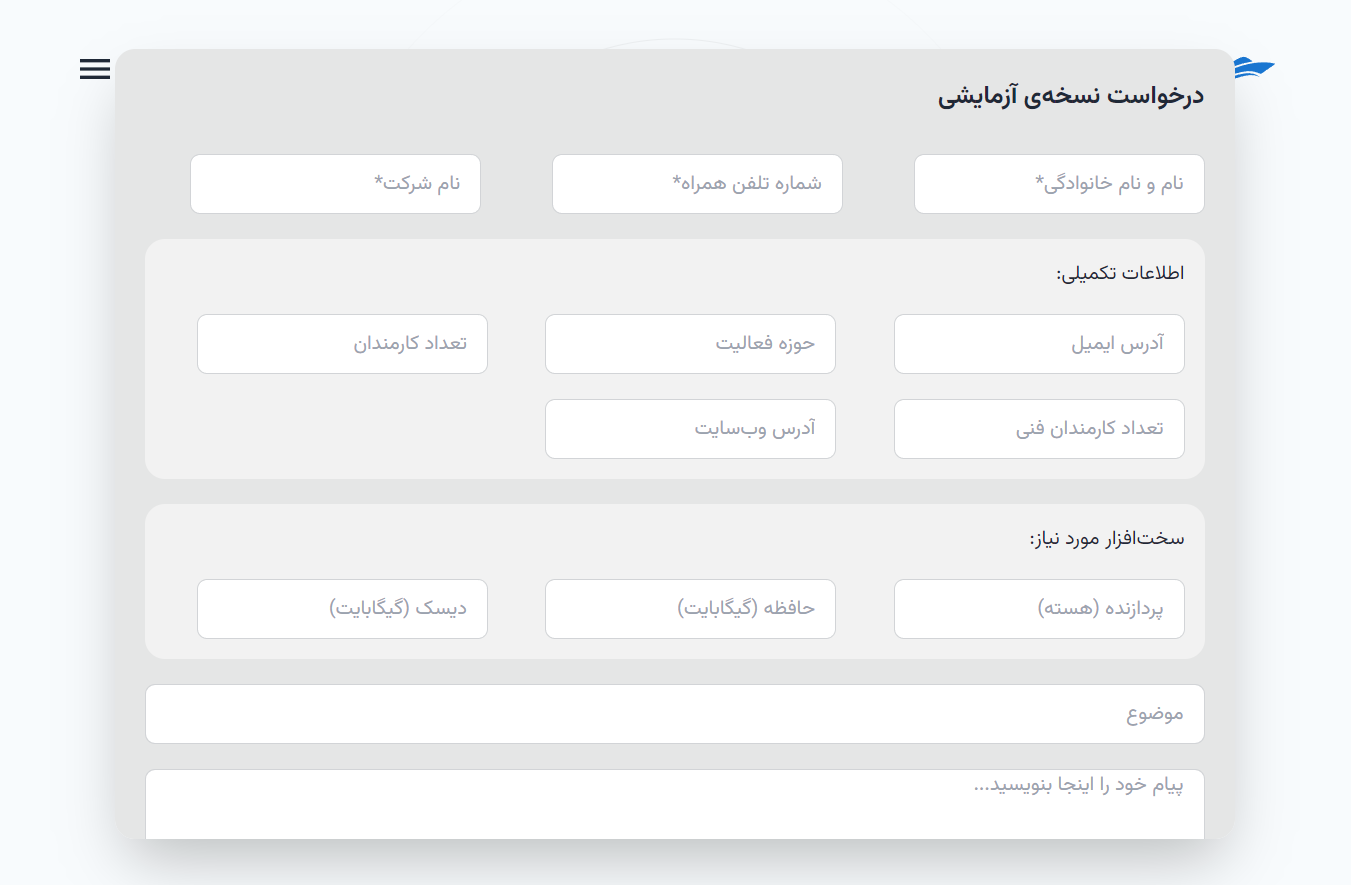 درخواست نسخه‌ی آزمایشی
نام و نام خانوادگی*
شماره تلفن همراه*
نام شرکت*
اطلاعات تکمیلی:
آدرس ایمیل
حوزه فعالیت
تعداد کارمندان
تعداد کارمندان فنی
آدرس وب‌سایت
سخت‌افزار مورد نیاز:
پردازنده (هسته)
حافظه (گیگابایت)
دیسک (گیگابایت)
موضوع
پیام خود را اینجا بنویسید...